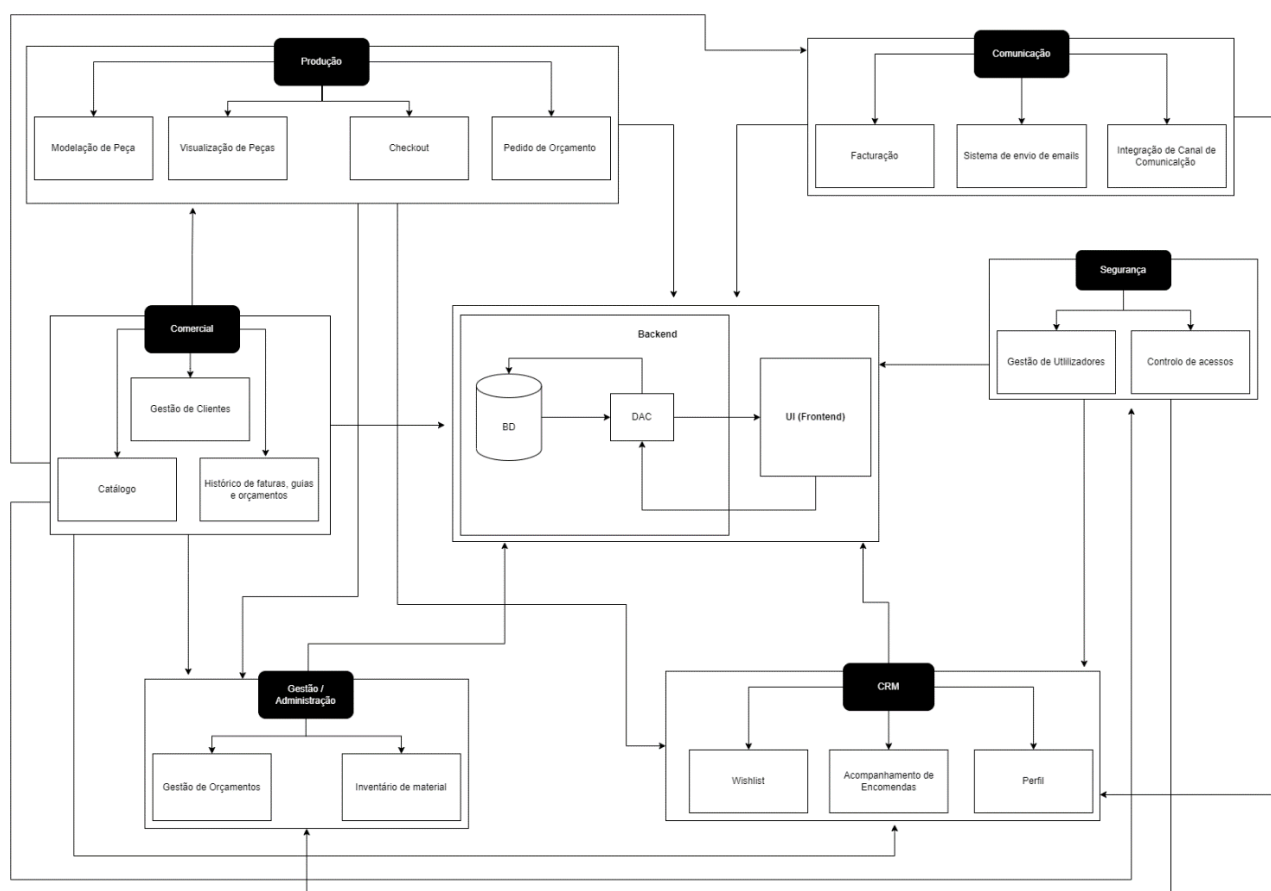 Produção
Modelação de Peça
Visualização de Peças
Checkout
Pedido de Orçamento
Comunicação
Facturação
Sistema de envio de emails
Integração de Canal de
Comunicalção
Segurança
Gestão de Utilizadores
Controlo de acessos
Comercial
Gestão de Clientes
Catálogo
Histórico de faturas, guias
e orçamentos
Backend
BD
DAC
UI (Frontend)
Gestão /
Administração
Gestão de Orçamentos
Inventário de material
CRM
Wishlist
Acompanhamento de
Encomendas
Perfil